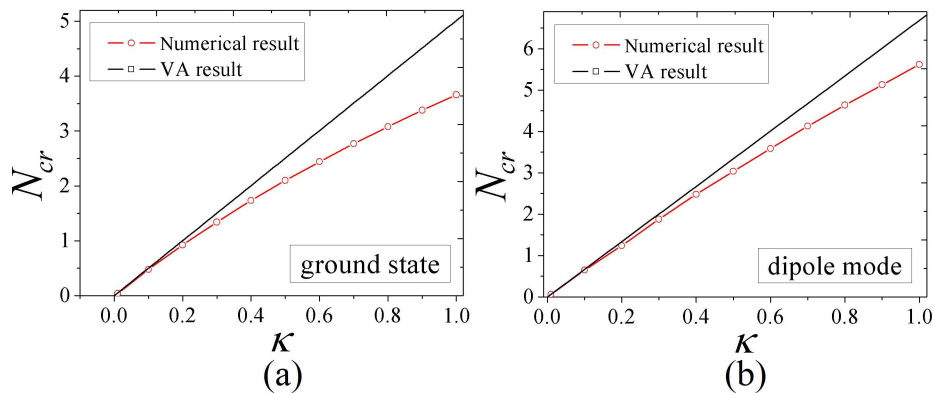 5
4
3
2
1
0
N_cr
Numerical result
VA result
ground state
0.0 0.2 0.4 0.6 0.8 1.0
κ
(a)
6
5
4
3
2
1
0
N_cr
Numerical result
VA result
dipole mode
0.0 0.2 0.4 0.6 0.8 1.0
κ
(b)